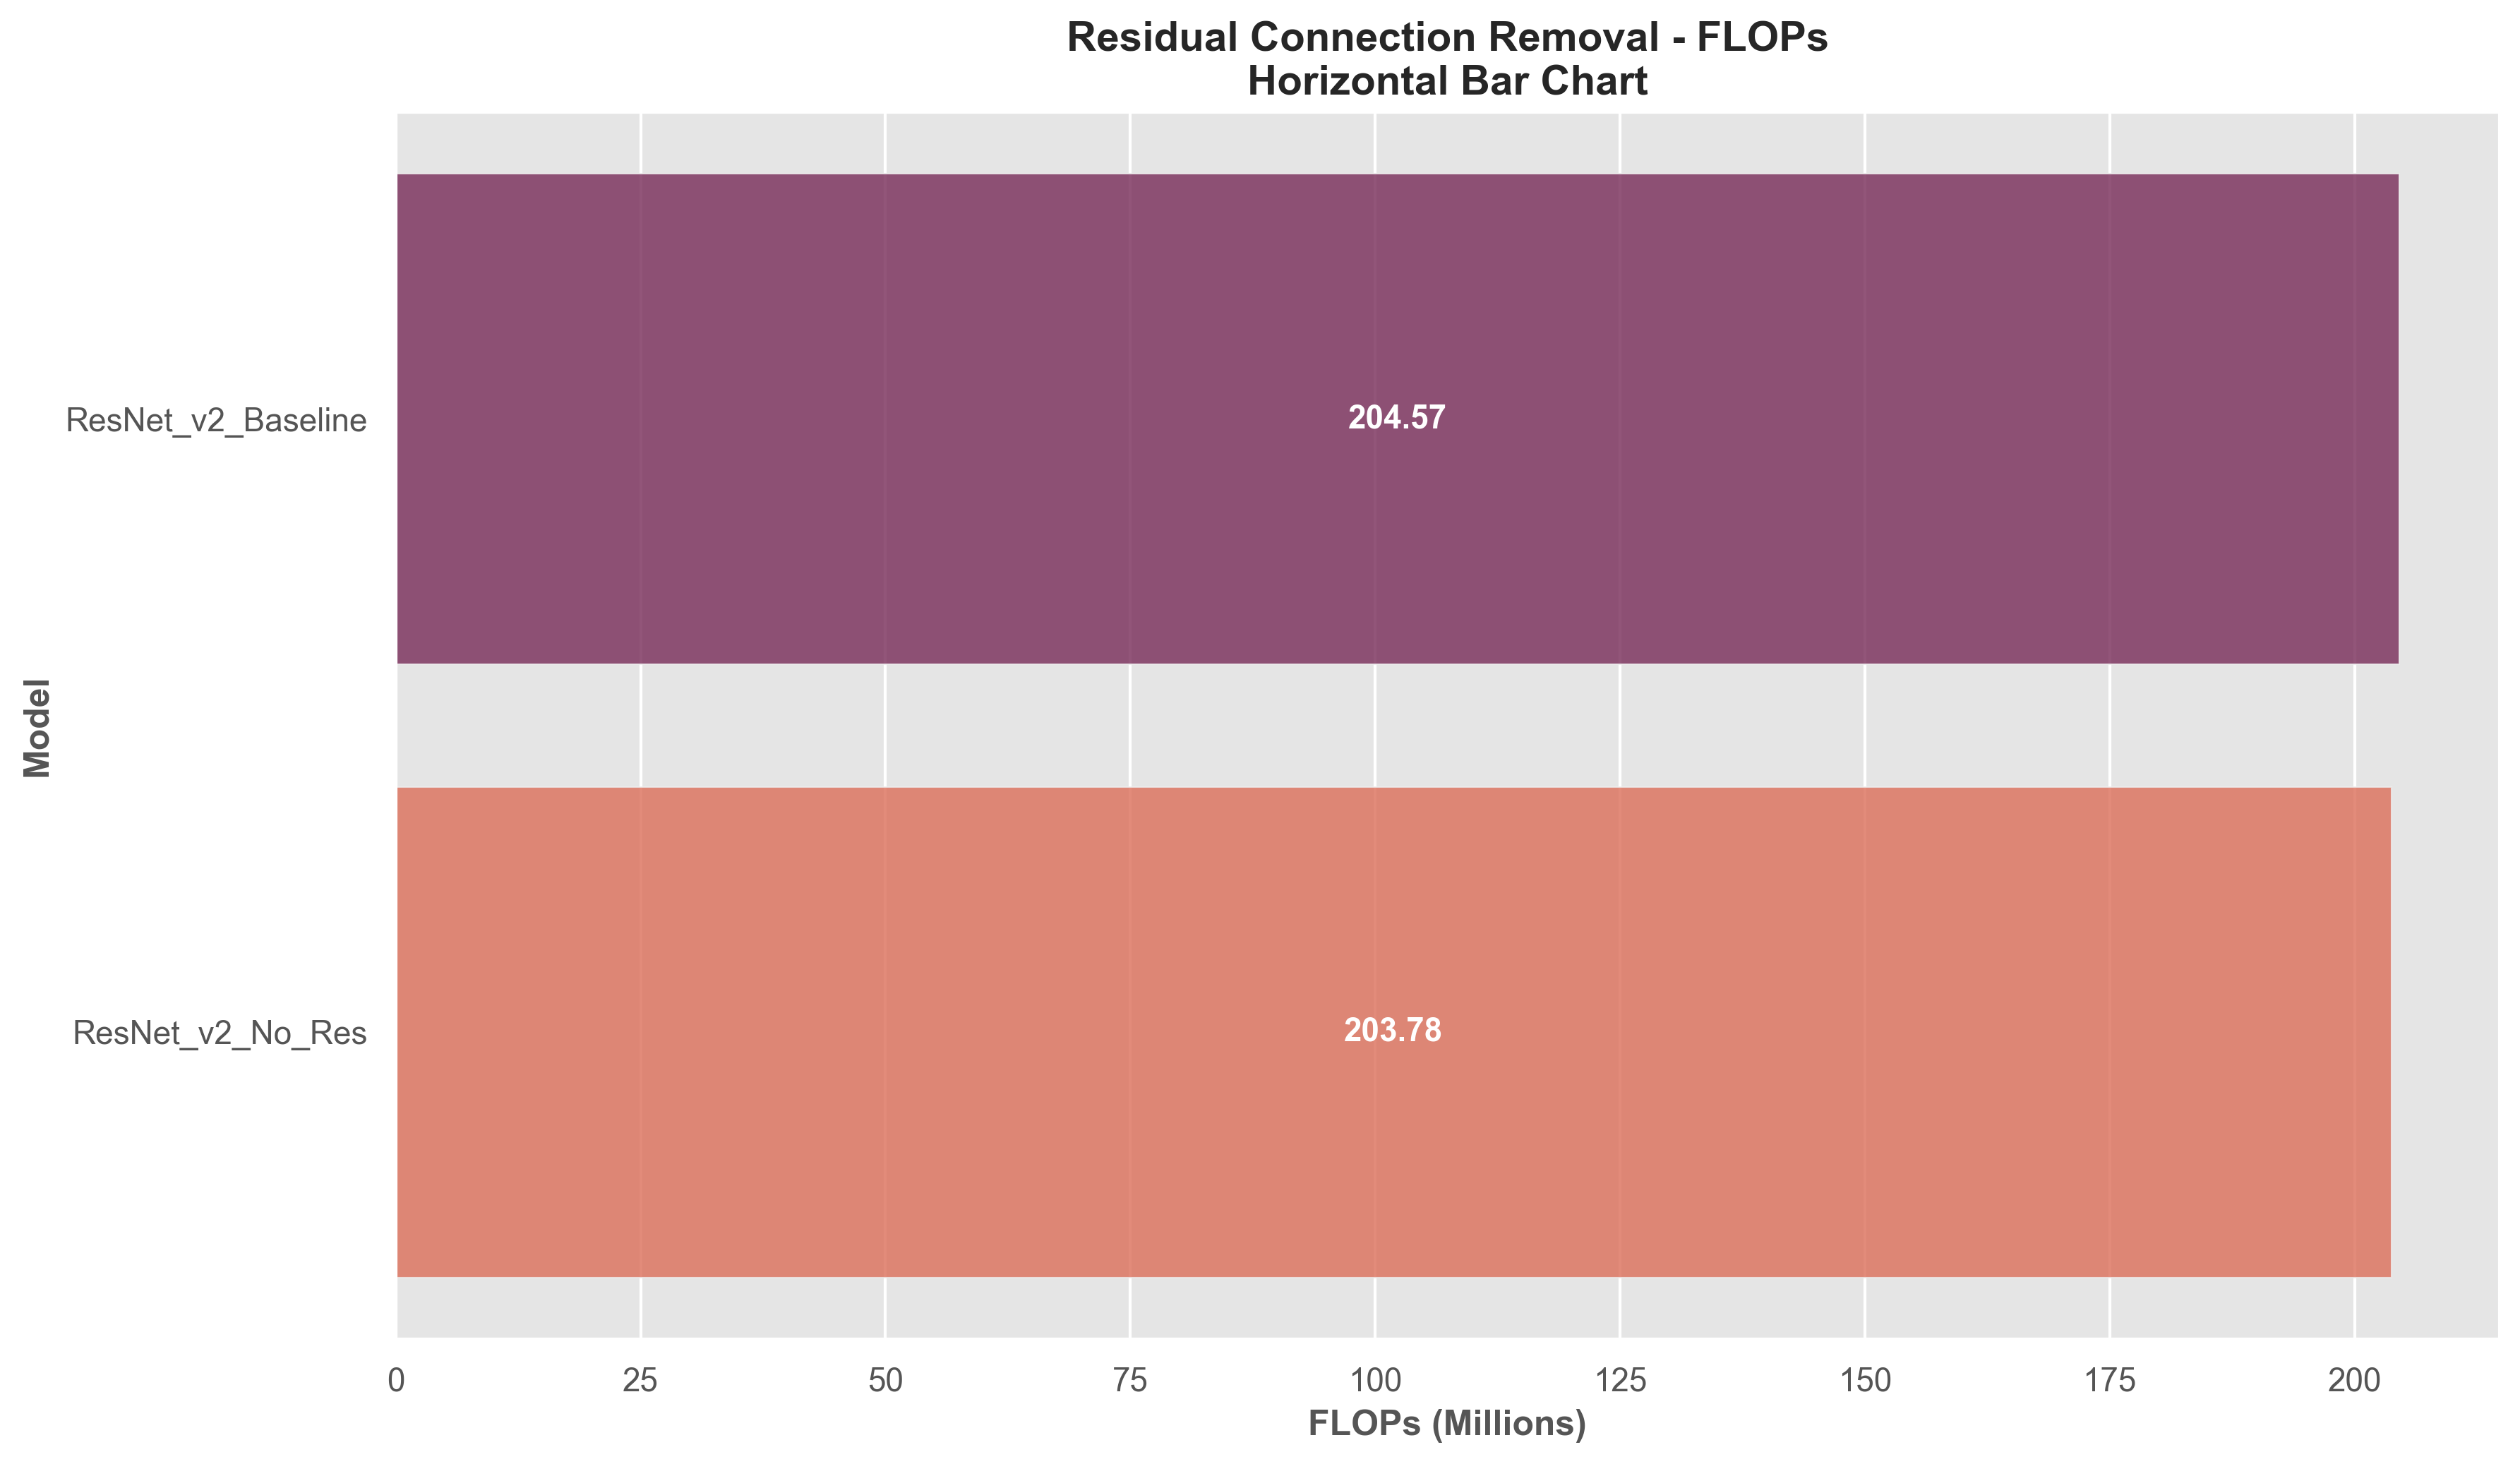 Residual Connection Removal - FLOPs
Horizontal Bar Chart
Model
ResNet_v2_Baseline
204.57
ResNet_v2_No_Res
203.78
0 25 50 75 100 125 150 175 200
FLOPs (Millions)